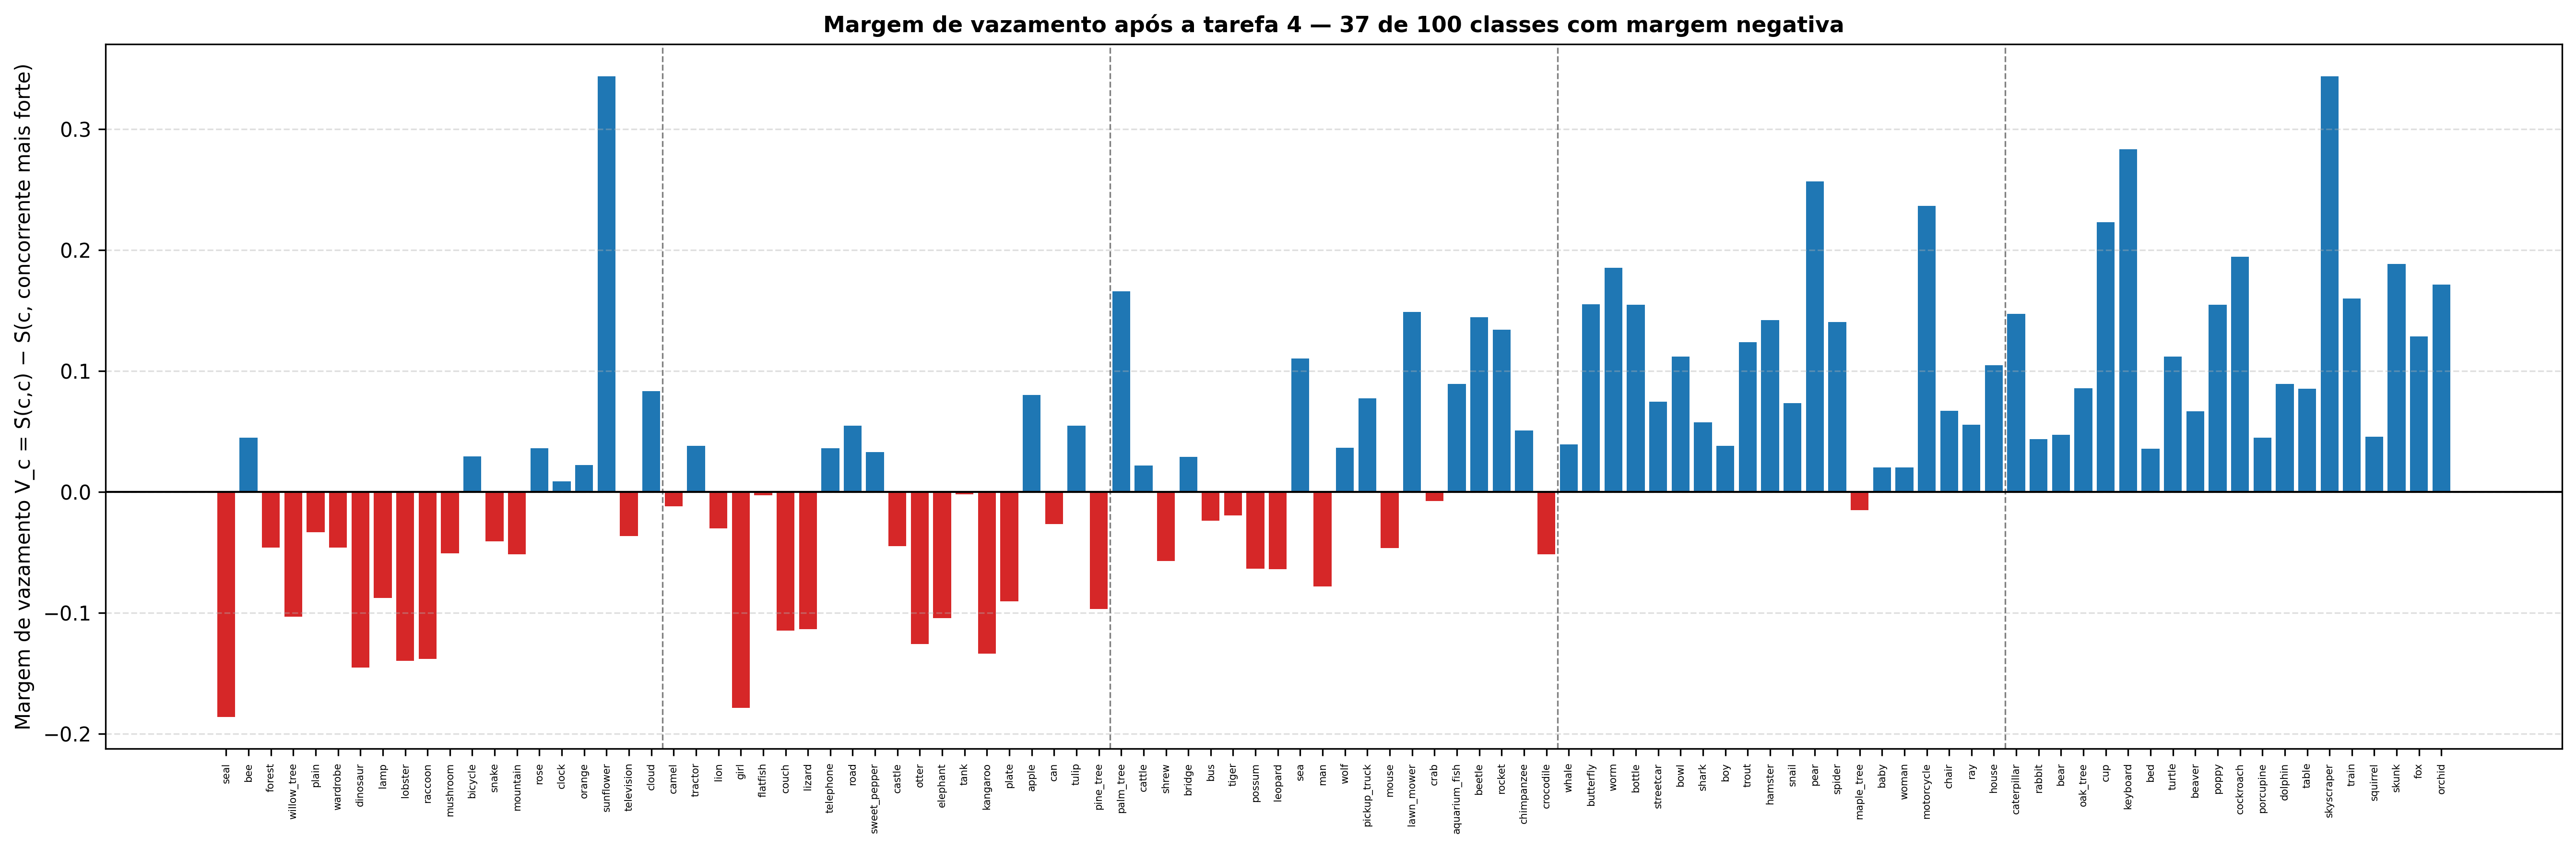 Margem de vazamento após a tarefa 4 — 37 de 100 classes com margem negativa
Margem de vazamento V_c = S(c,c) − S(c, concorrente mais forte)
0.3
0.2
0.1
0.0
−0.1
−0.2
seal
bee
forest
willow_tree
plain
wardrobe
dinosaur
lamp
lobster
raccoon
mushroom
bicycle
snake
mountain
rose
clock
orange
sunflower
television
cloud
camel
tractor
lion
girl
flatfish
couch
lizard
telephone
road
sweet_pepper
castle
otter
elephant
tank
kangaroo
plate
apple
can
tulip
pine_tree
palm_tree
cattle
shrew
bridge
bus
tiger
possum
leopard
sea
man
wolf
pickup_truck
mouse
lawn_mower
crab
aquarium_fish
beetle
rocket
chimpanzee
crocodile
whale
butterfly
worm
bottle
streetcar
bowl
shark
boy
trout
hamster
snail
pear
spider
maple_tree
baby
woman
motorcycle
chair
ray
house
caterpillar
rabbit
bear
oak_tree
cup
keyboard
bed
turtle
beaver
poppy
cockroach
porcupine
dolphin
table
skyscraper
train
squirrel
skunk
fox
orchid